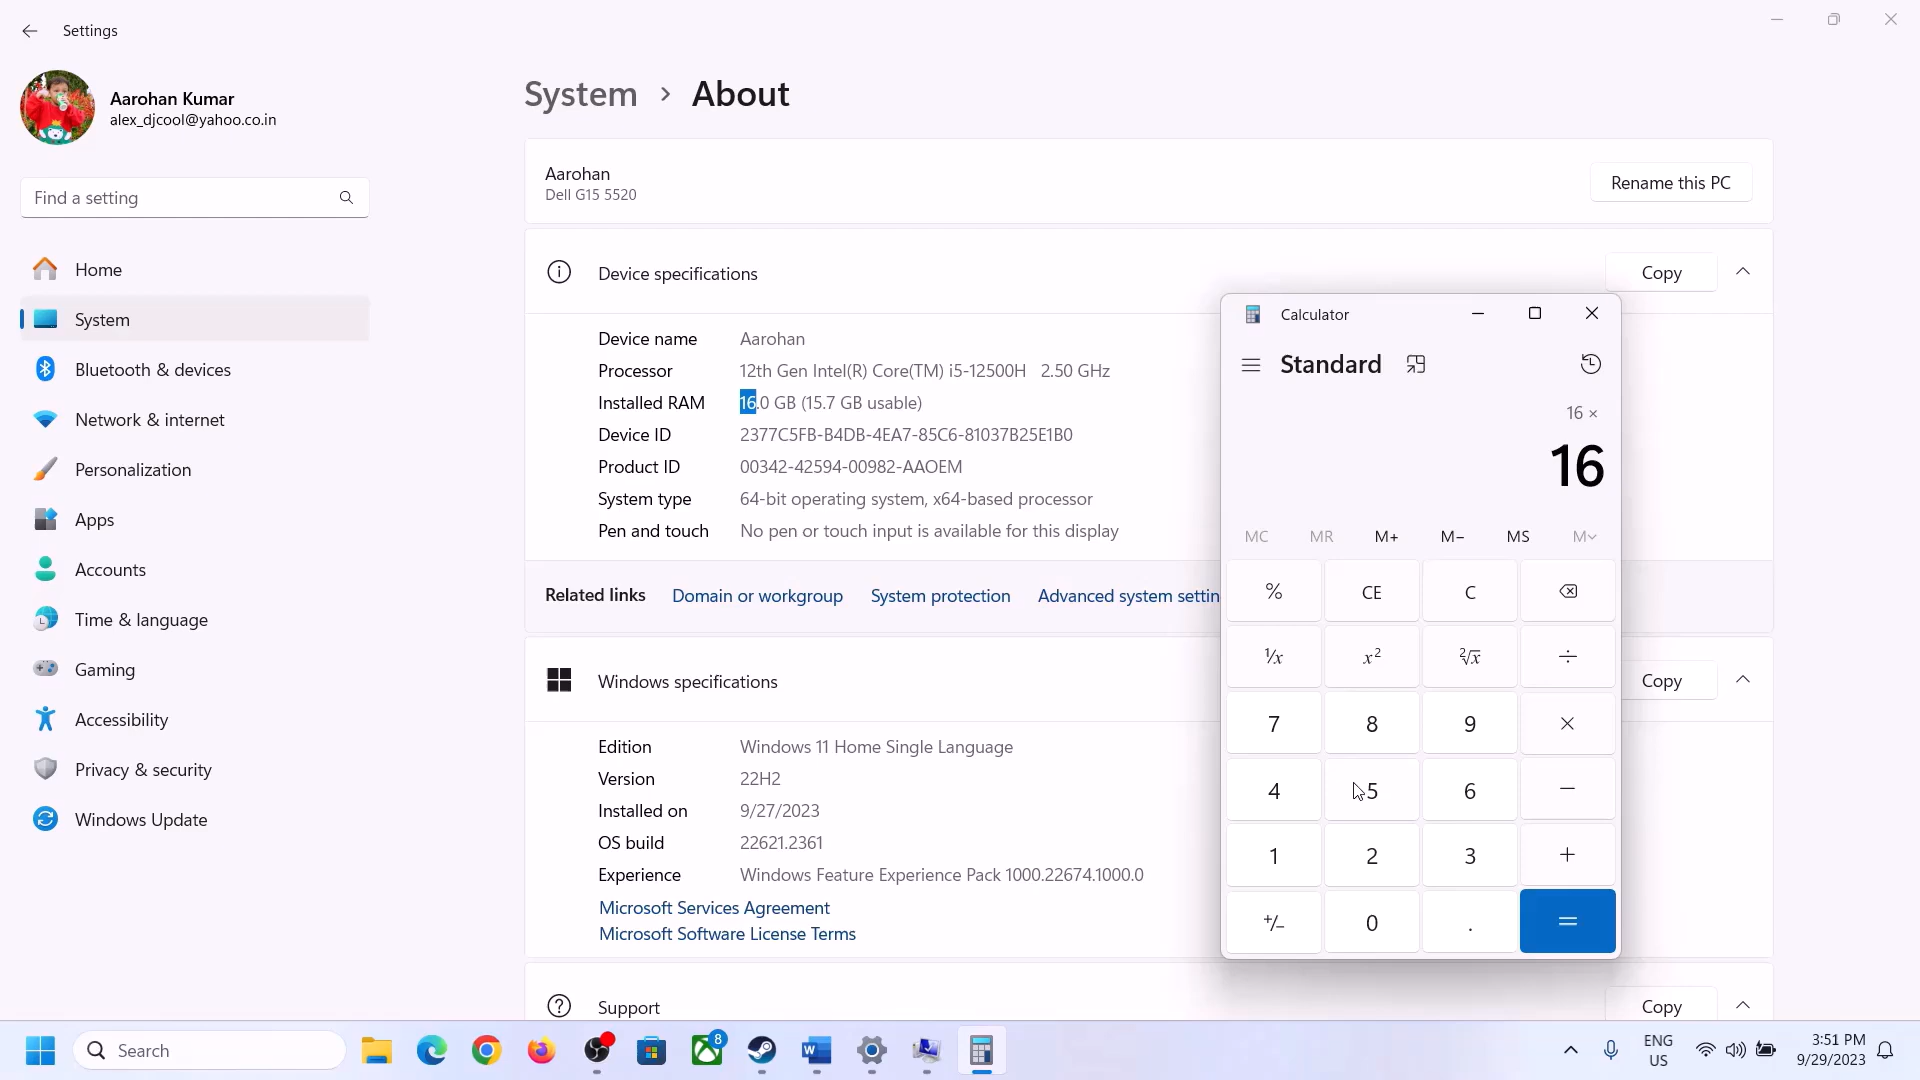 Settings
Aarohan Kumar
alex_djcool@yahoo.co.in
Find a setting
Home
System
Bluetooth & devices
Network & internet
Personalization
Apps
Accounts
Time & language
Gaming
Accessibility
Privacy & security
Windows Update
System > About
Aarohan
Dell G15 5520
Rename this PC
Device specifications
Copy
Device name Aarohan
Processor 12th Gen Intel(R) Core(TM) i5-12500H 2.50 GHz
Installed RAM 16.0 GB (15.7 GB usable)
Device ID 2377C5FB-B4DB-4EA7-85C6-81037B25E1B0
Product ID 00342-42594-00982-AAOEM
System type 64-bit operating system, x64-based processor
Pen and touch No pen or touch input is available for this display
Related links Domain or workgroup System protection Advanced system settin
Windows specifications
Copy
Edition Windows 11 Home Single Language
Version 22H2
Installed on 9/27/2023
OS build 22621.2361
Experience Windows Feature Experience Pack 1000.22674.1000.0
Microsoft Services Agreement
Microsoft Software License Terms
Support
Copy
Calculator
Standard
16 ×
16
MC MR M+ M− MS M
% CE C
¹/x x² ²√x ÷
7 8 9 ×
4 5 6 −
1 2 3 +
+/− 0 . =
Search
8
ENG
US
3:51 PM
9/29/2023